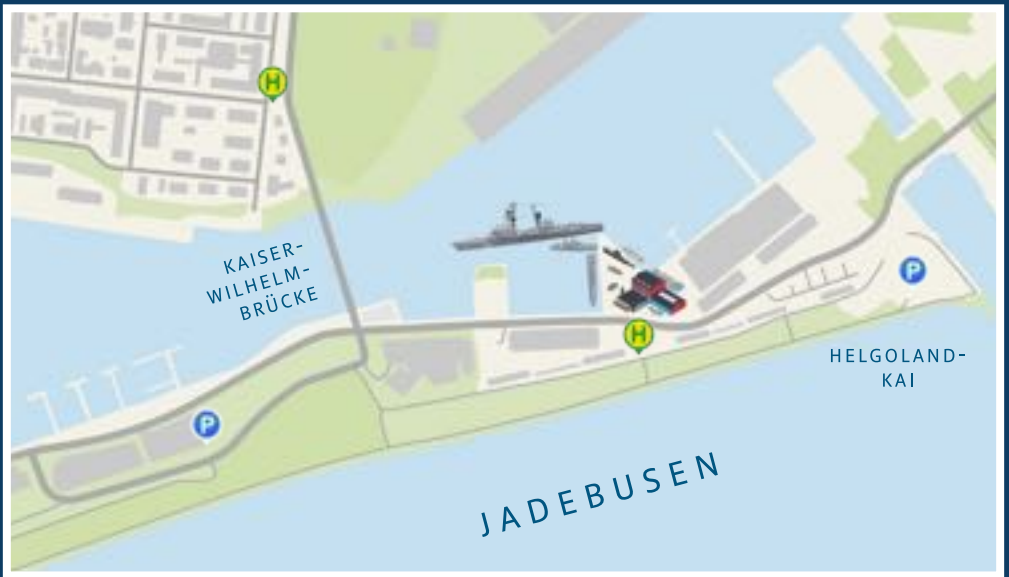 H
KAISER-
WILHELM-
BRÜCKE
P
H
HELGOLAND-
KAI
P
JADEBUSEN